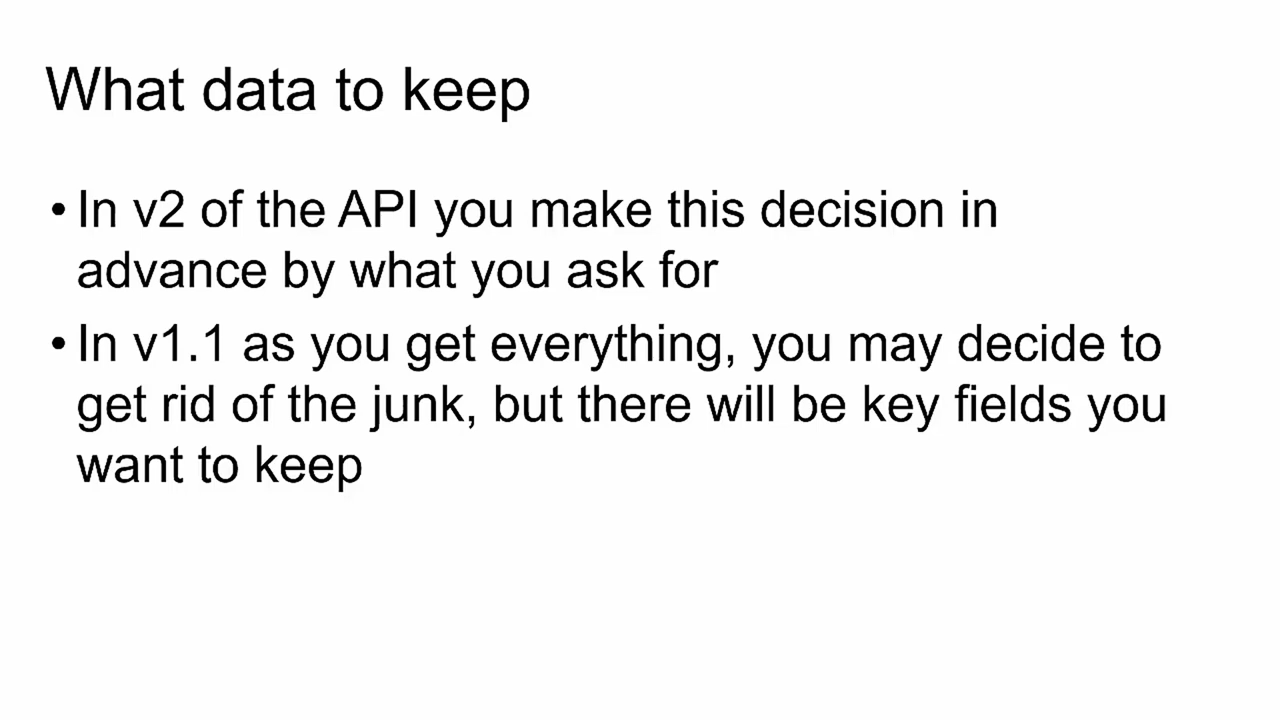 What data to keep
• In v2 of the API you make this decision in
advance by what you ask for
• In v1.1 as you get everything, you may decide to
get rid of the junk, but there will be key fields you
want to keep